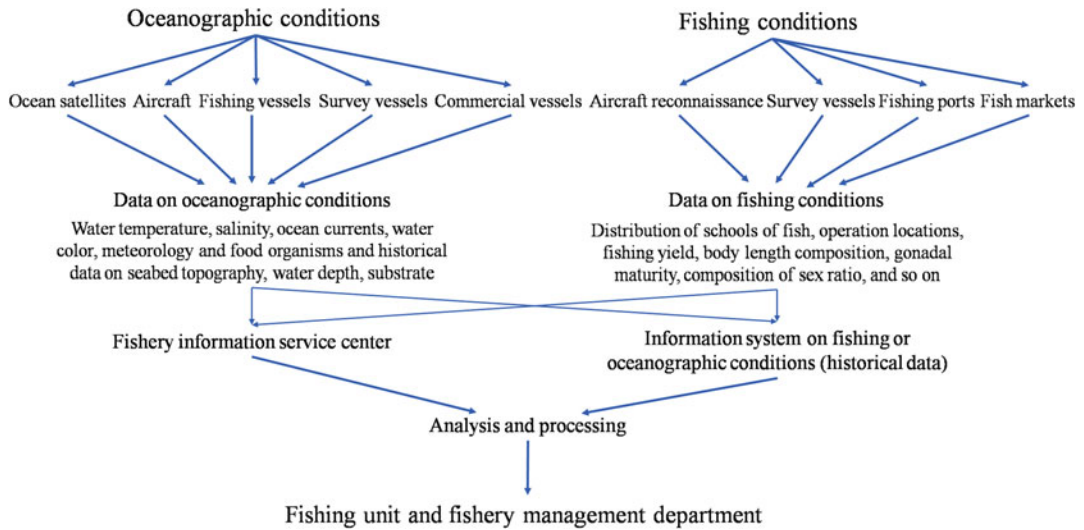 Oceanographic conditions
Fishing conditions
Ocean satellites Aircraft Fishing vessels Survey vessels Commercial vessels
Aircraft reconnaissance Survey vessels Fishing ports Fish markets
Data on oceanographic conditions
Water temperature, salinity, ocean currents, water
color, meteorology and food organisms and historical
data on seabed topography, water depth, substrate
Data on fishing conditions
Distribution of schools of fish, operation locations,
fishing yield, body length composition, gonadal
maturity, composition of sex ratio, and so on
Fishery information service center
Information system on fishing or
oceanographic conditions (historical data)
Analysis and processing
Fishing unit and fishery management department